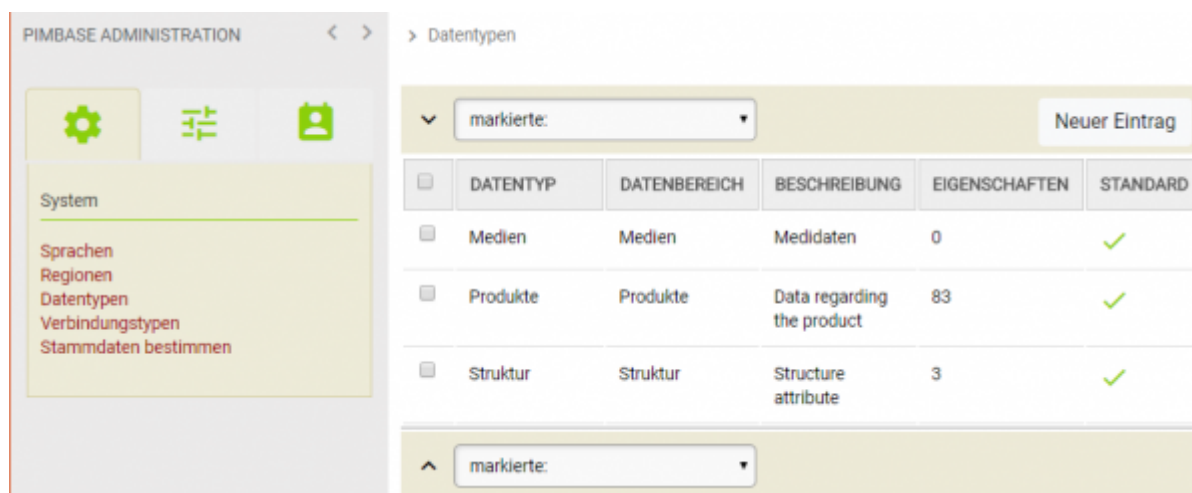 PIMBASE ADMINISTRATION
Datentypen
markierte:
Neuer Eintrag
System
Sprachen
Regionen
Datentypen
Verbindungstypen
Stammdaten bestimmen
DATENTYP DATENBEREICH BESCHREIBUNG EIGENSCHAFTEN STANDARD
Medien Medien Medidaten 0
Produkte Produkte Data regarding the product 83
Struktur Struktur Structure attribute 3
markierte: